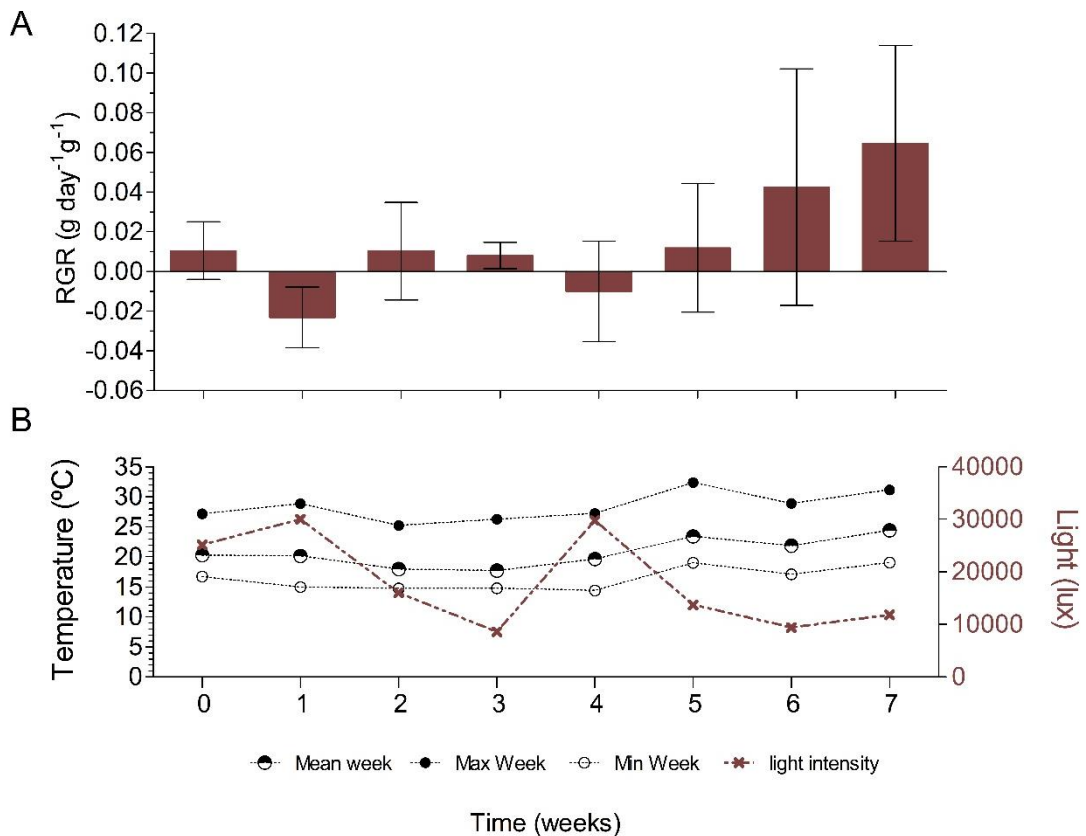 A
0.12
0.10
0.08
0.06
0.04
0.02
0.00
-0.02
-0.04
-0.06
RGR (g day⁻¹g⁻¹)
B
35
30
25
20
15
10
5
0
Temperature (ºC)
40000
30000
20000
10000
0
Light (lux)
0 1 2 3 4 5 6 7
Mean week Max Week Min Week light intensity
Time (weeks)